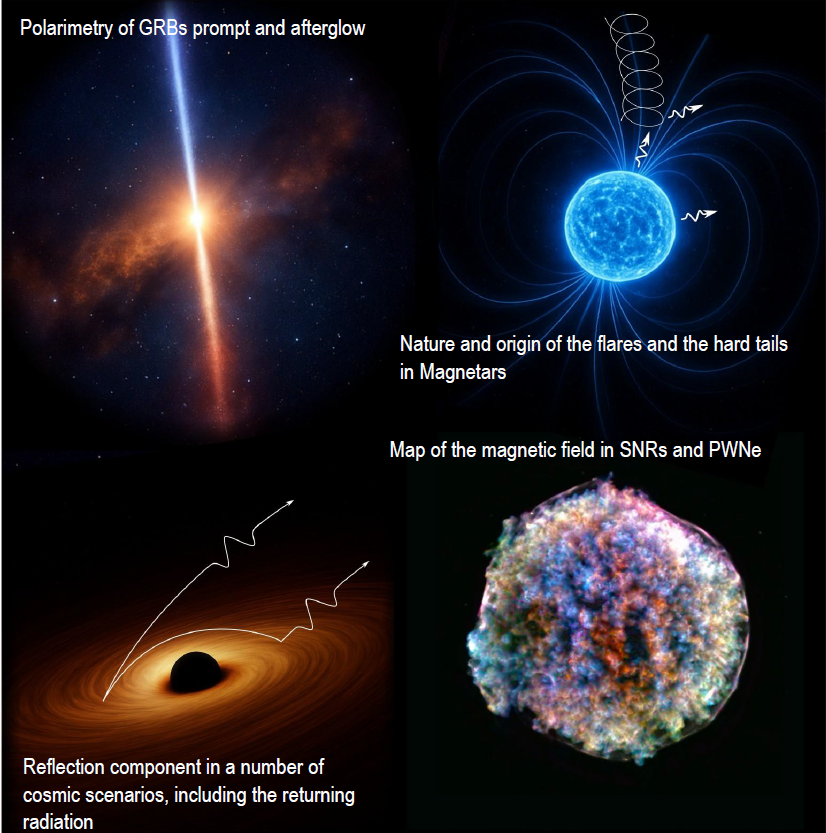 Polarimetry of GRBs prompt and afterglow
Nature and origin of the flares and the hard tails
in Magnetars
Map of the magnetic field in SNRs and PWNe
Reflection component in a number of
cosmic scenarios, including the returning
radiation